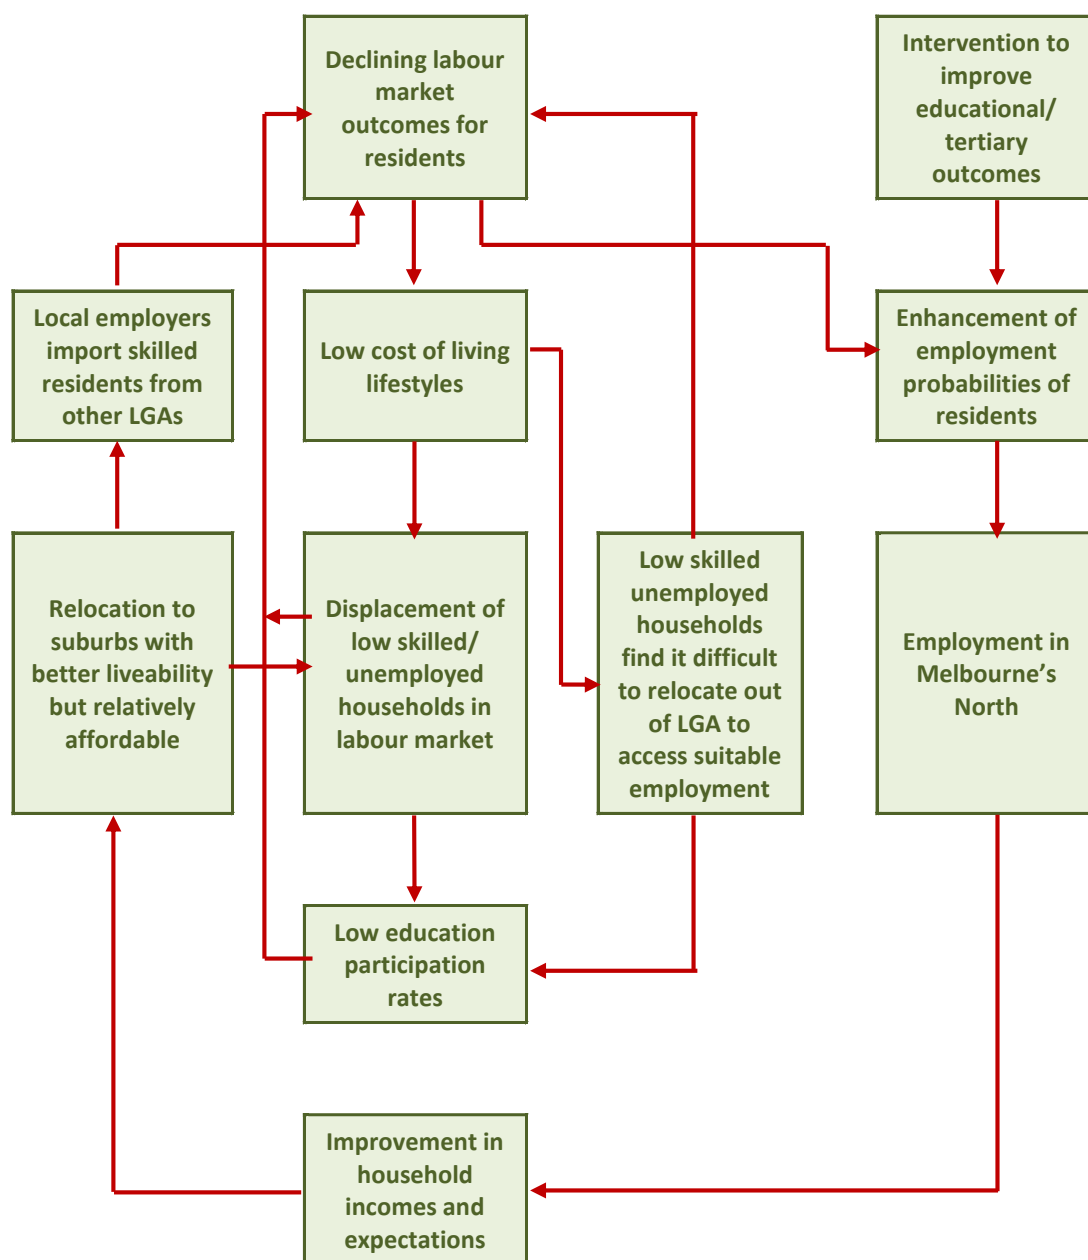 Declining labour
market
outcomes for
residents
Intervention to
improve
educational/
tertiary
outcomes
Local employers
import skilled
residents from
other LGAs
Low cost of living
lifestyles
Enhancement of
employment
probabilities of
residents
Relocation to
suburbs with
better liveability
but relatively
affordable
Displacement of
low skilled/
unemployed
households in
labour market
Low skilled
unemployed
households
find it difficult
to relocate out
of LGA to
access suitable
employment
Employment in
Melbourne’s
North
Low education
participation
rates
Improvement in
household
incomes and
expectations